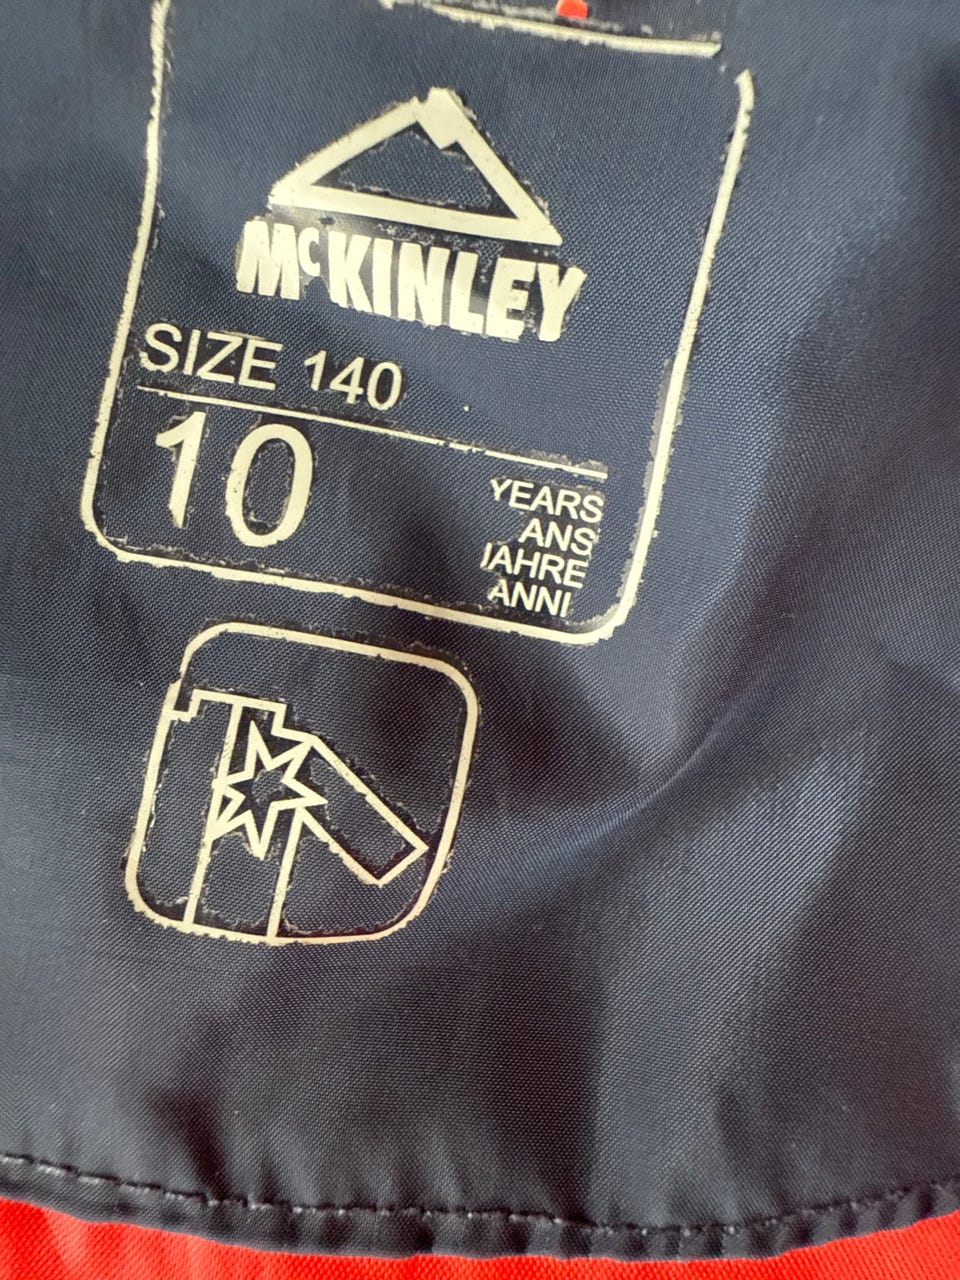 McKINLEY
SIZE 140
10
YEARS
ANS
JAHRE
ANNI